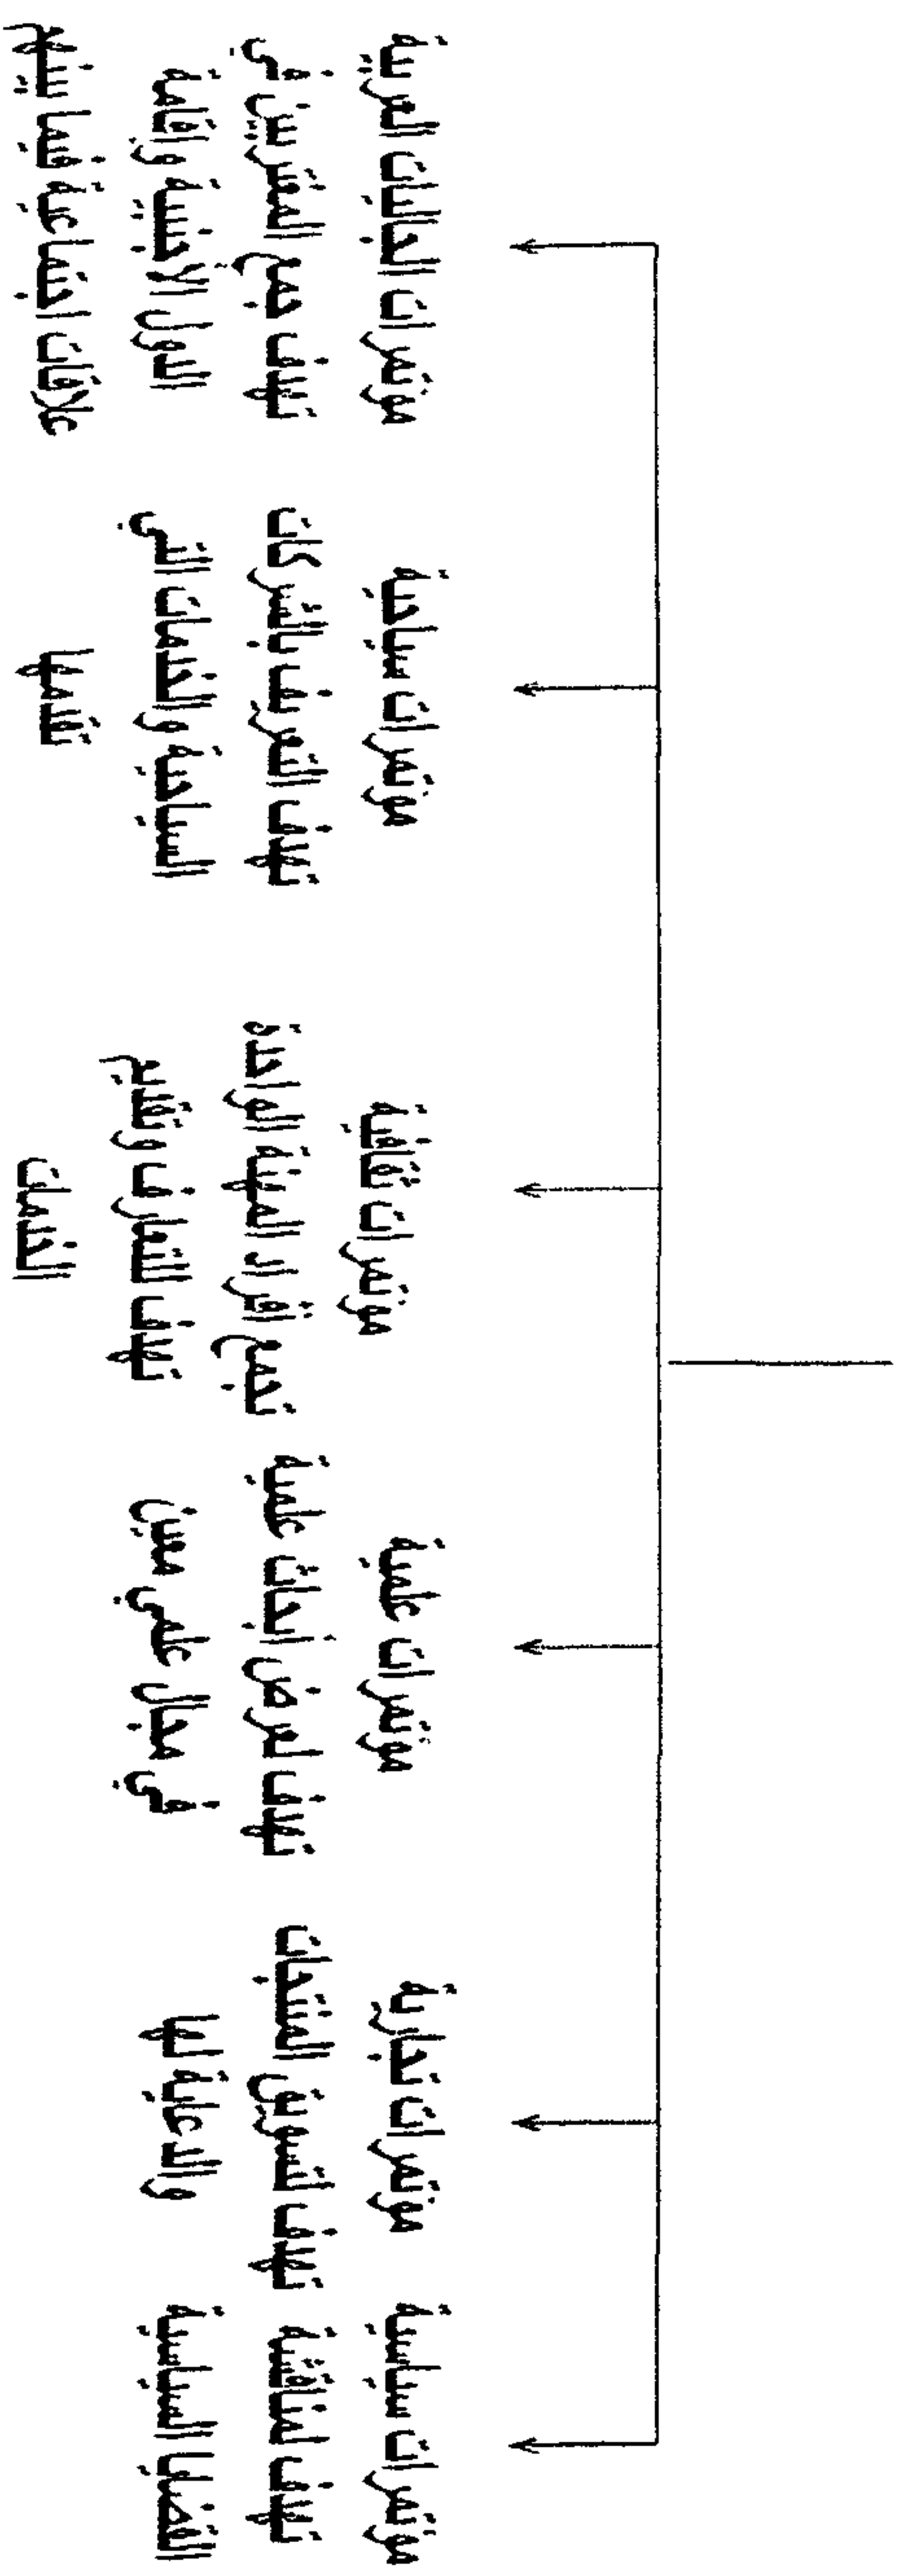 مؤتمرات سياسية
تهدف لمناقشة
القضايا السياسية
مؤتمرات تجارية
تهدف لتسويق المنتجات
والدعاية لها
مؤتمرات علمية
تهدف لعرض أبحاث علمية
في مجال علمي معين
مؤتمرات ثقافية
تجمع افراد المهنة الواحدة
تهدف للتعارف وتقديم
الخدمات
مؤتمرات سياحية
تهدف التعريف بالشركات
السياحية والخدمات التي
تقدمها
مؤتمرات الجاليات العربية
تهدف جمع المغتربين في
الدول الأجنبية وإقامة
علاقات اجتماعية فيما بينهم